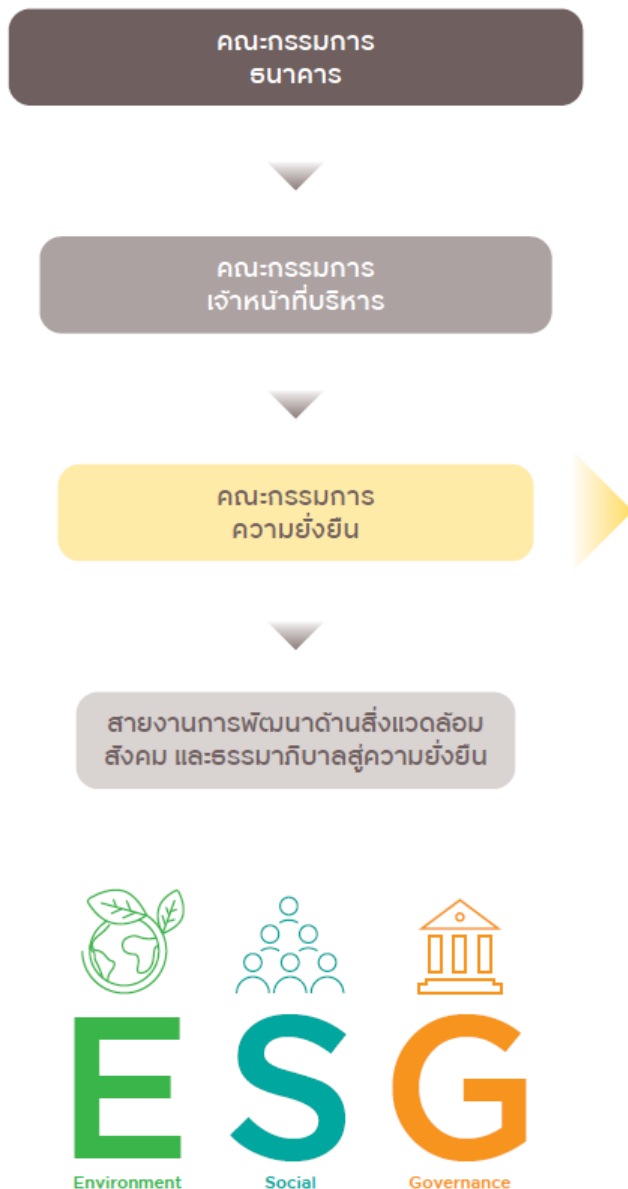 คณะกรรมการ
ธนาคาร
คณะกรรมการ
เจ้าหน้าที่บริหาร
คณะกรรมการ
ความยั่งยืน
สายงานการพัฒนาด้านสิ่งแวดล้อม
สังคม และธรรมาภิบาลสู่ความยั่งยืน
E S G
Environment Social Governance